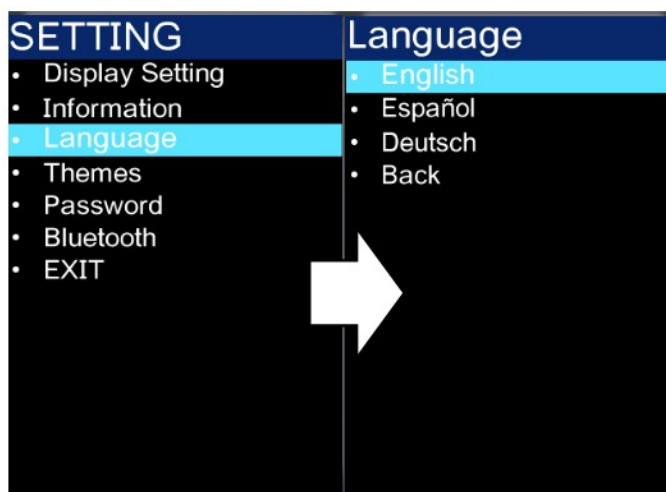 SETTING
• Display Setting
• Information
• Language
• Themes
• Password
• Bluetooth
• EXIT
Language
• English
• Español
• Deutsch
• Back